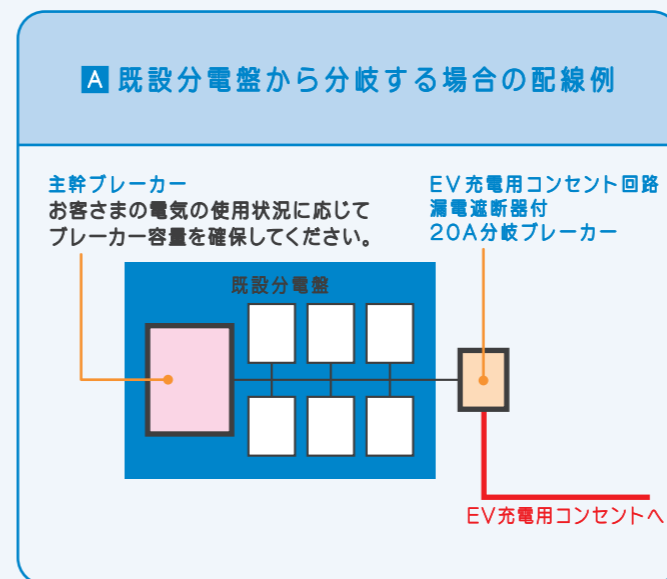 A 既設分電盤から分岐する場合の配線例
主幹ブレーカー
お客さまの電気の使用状況に応じて
ブレーカー容量を確保してください。
EV充電用コンセント回路
漏電遮断器付
20A分岐ブレーカー
既設分電盤
EV充電用コンセントへ